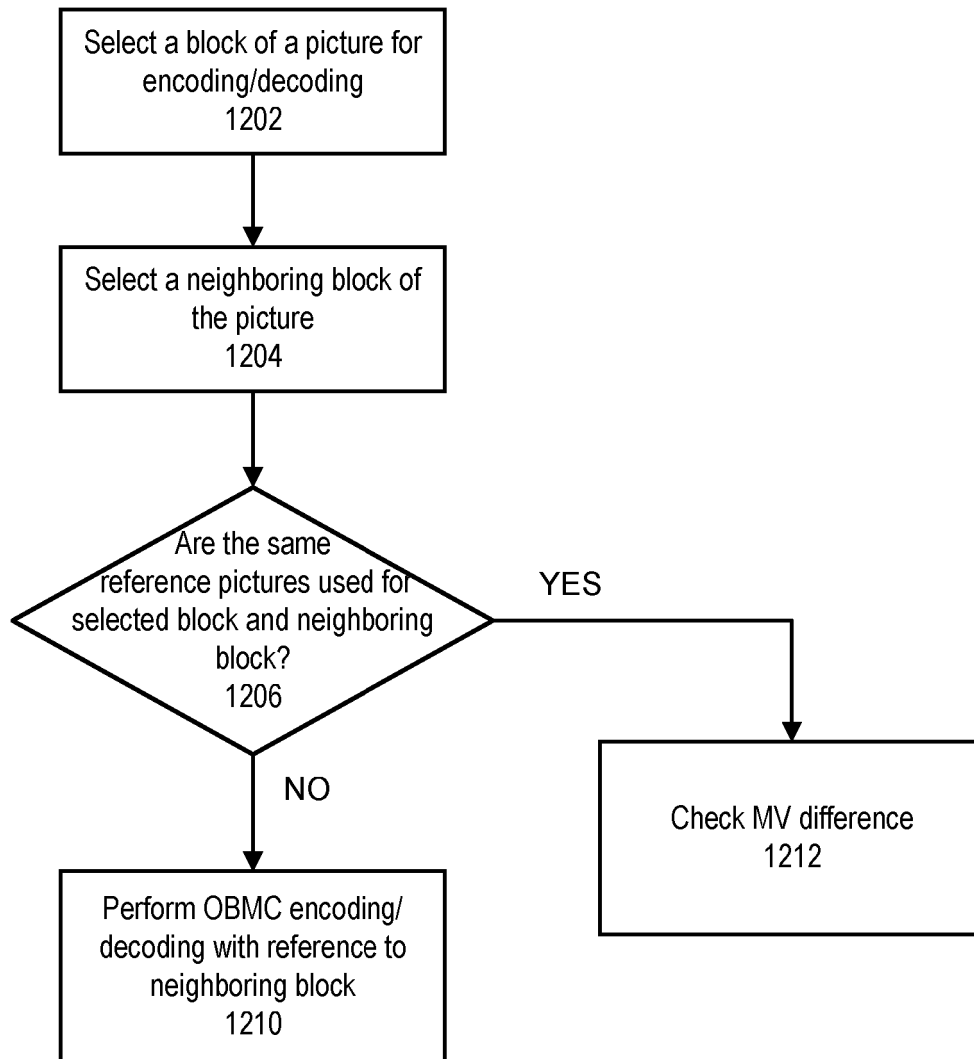 Select a block of a picture for
encoding/decoding
1202
Select a neighboring block of
the picture
1204
Are the same
reference pictures used for
selected block and neighboring
block?
1206
YES
NO
Check MV difference
1212
Perform OBMC encoding/
decoding with reference to
neighboring block
1210